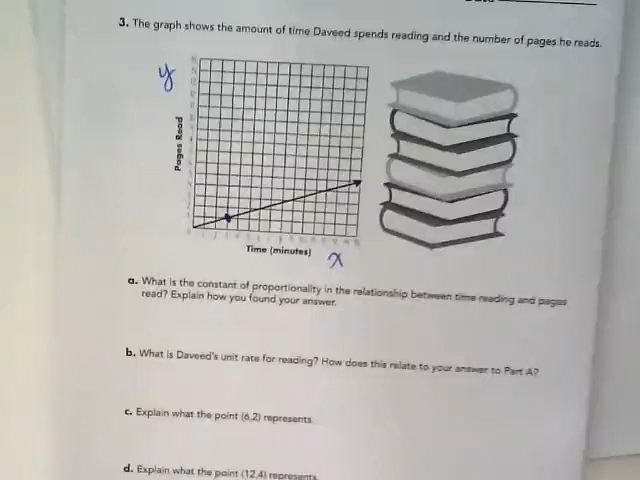 3. The graph shows the amount of time Daveed spends reading and the number of pages he reads.
y
Pages Read
Time (minutes)
x
a. What is the constant of proportionality in the relationship between time reading and pages
read? Explain how you found your answer.
b. What is Daveed's unit rate for reading? How does this relate to your answer to Part A?
c. Explain what the point (6,2) represents.
d. Explain what the point (12,4) represents.